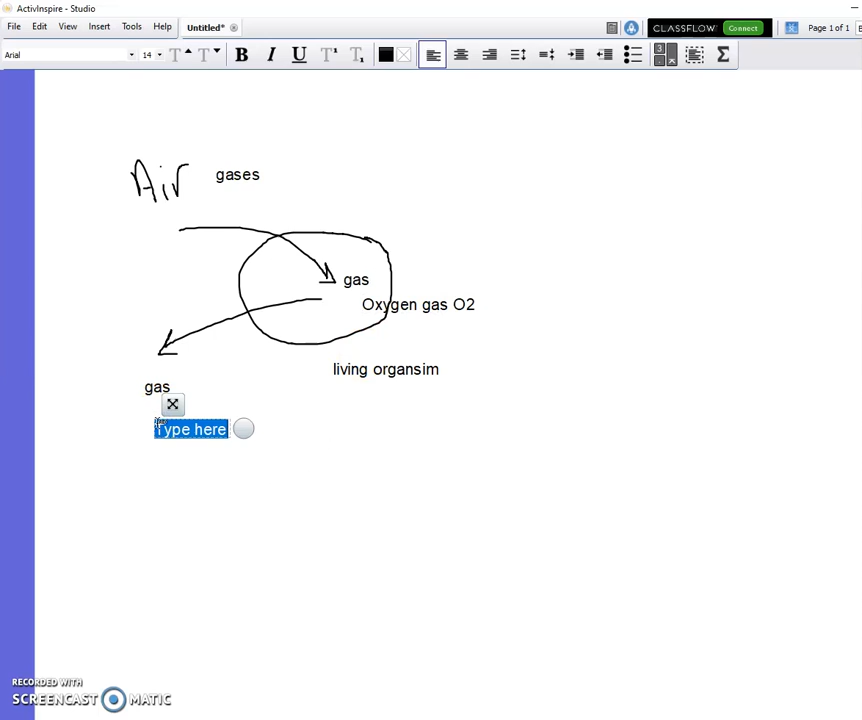 ActivInspire - Studio
File Edit View Insert Tools Help Untitled* CLASSFLOW Connect Page 1 of 1
Arial 14 B I U
Air gases
gas
Oxygen gas O2
living organsim
gas
Type here
RECORDED WITH
SCREENCAST MATIC